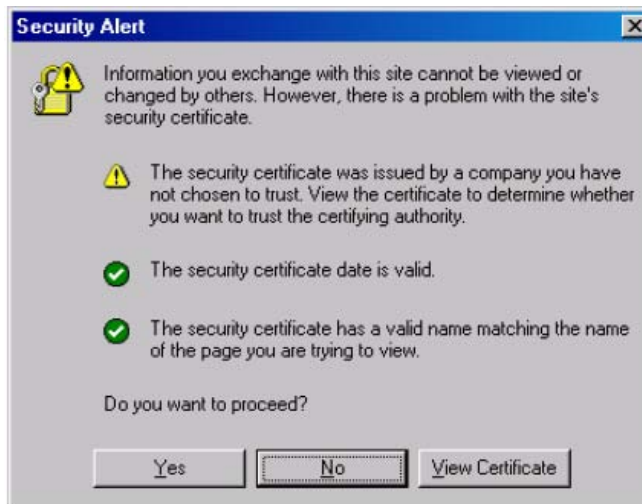 Security Alert
Information you exchange with this site cannot be viewed or
changed by others. However, there is a problem with the site's
security certificate.
The security certificate was issued by a company you have
not chosen to trust. View the certificate to determine whether
you want to trust the certifying authority.
The security certificate date is valid.
The security certificate has a valid name matching the name
of the page you are trying to view.
Do you want to proceed?
Yes No View Certificate